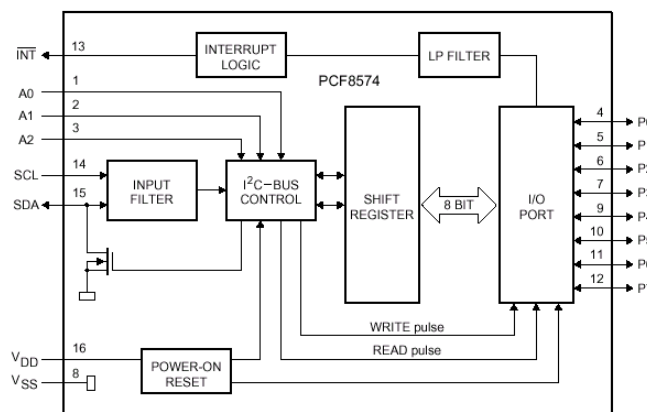 INT 13
INTERRUPT
LOGIC
LP FILTER
PCF8574
A0 1
A1 2
A2 3
SCL 14
SDA 15
INPUT
FILTER
I²C-BUS
CONTROL
SHIFT
REGISTER
8 BIT
I/O
PORT
4
5
6
7
9
10
11
12
WRITE pulse
READ pulse
VDD 16
VSS 8
POWER-ON
RESET